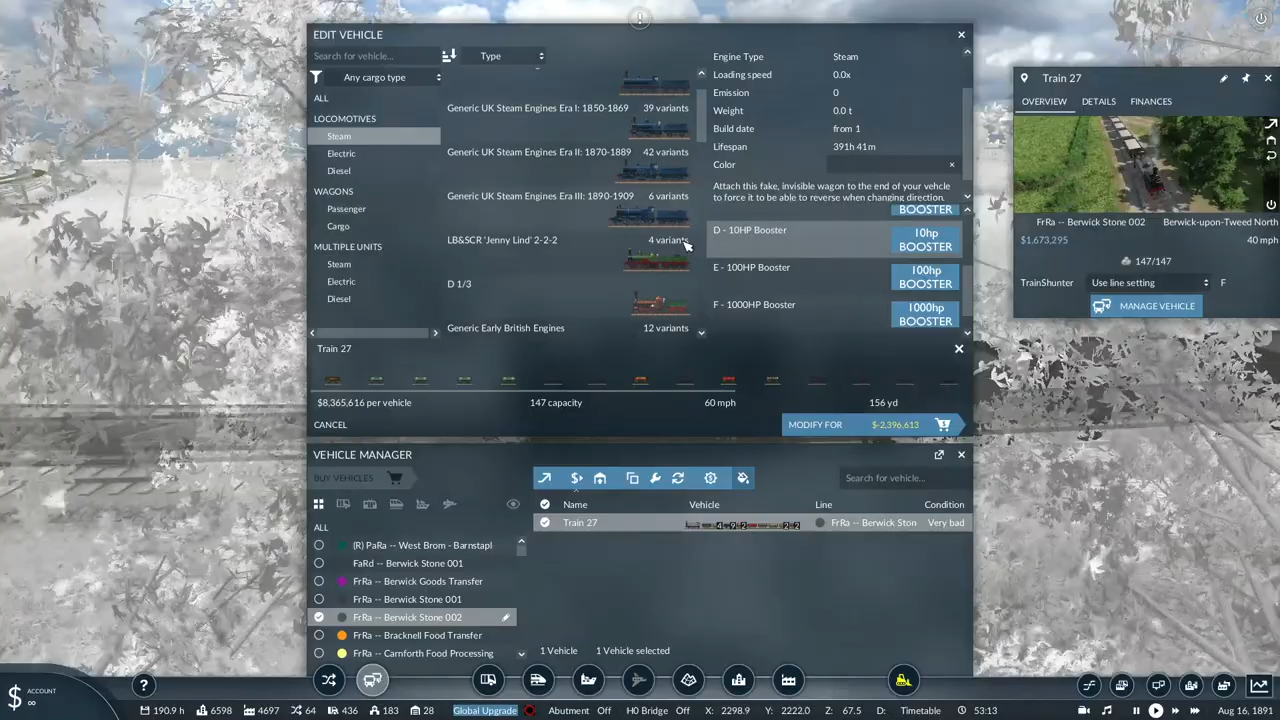 EDIT VEHICLE
Search for vehicle...
Type
Any cargo type
ALL
LOCOMOTIVES
Steam
Electric
Diesel
WAGONS
Passenger
Cargo
MULTIPLE UNITS
Steam
Electric
Diesel
Generic UK Steam Engines Era I: 1850-1869 39 variants
Generic UK Steam Engines Era II: 1870-1889 42 variants
Generic UK Steam Engines Era III: 1890-1909 6 variants
LB&SCR 'Jenny Lind' 2-2-2 4 variants
D 1/3
Generic Early British Engines 12 variants
Engine Type Steam
Loading speed 0.0x
Emission 0
Weight 0.0 t
Build date from 1
Lifespan 391h 41m
Color
Attach this fake, invisible wagon to the end of your vehicle
to force it to be able to reverse when changing direction.
BOOSTER
D - 10HP Booster 10hp BOOSTER
E - 100HP Booster 100hp BOOSTER
F - 1000HP Booster 1000hp BOOSTER
Train 27
$8,365,616 per vehicle 147 capacity 60 mph 156 yd
CANCEL
MODIFY FOR $-2,396,613
VEHICLE MANAGER
BUY VEHICLES
Search for vehicle...
ALL
(R) PaRa -- West Brom - Barnstapl
FaRd -- Berwick Stone 001
FrRa -- Berwick Goods Transfer
FrRa -- Berwick Stone 001
FrRa -- Berwick Stone 002
FrRa -- Bracknell Food Transfer
FrRa -- Carnforth Food Processing
Name Vehicle Line Condition
Train 27 FrRa -- Berwick Ston Very bad
1 Vehicle 1 Vehicle selected
Train 27
OVERVIEW DETAILS FINANCES
FrRa -- Berwick Stone 002 Berwick-upon-Tweed North
$1,673,295 40 mph
147/147
TrainShunter Use line setting F
MANAGE VEHICLE
$ ACCOUNT ∞
?
190.9 h 6598 4697 64 436 183 28 Global Upgrade Abutment Off H0 Bridge Off X: 2298.9 Y: 2222.0 Z: 67.5 D: Timetable 53:13 Aug 16, 1891